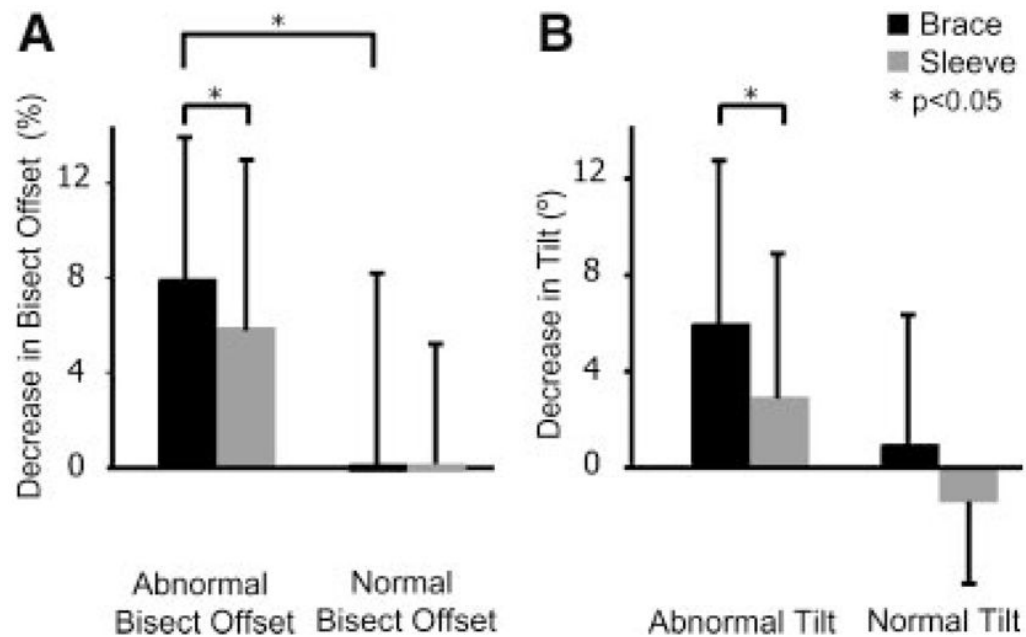 A
*
*
Decrease in Bisect Offset (%)
12
8
4
0
Abnormal
Bisect Offset
Normal
Bisect Offset
B
Brace
Sleeve
* p<0.05
*
Decrease in Tilt (°)
12
8
4
0
Abnormal Tilt
Normal Tilt